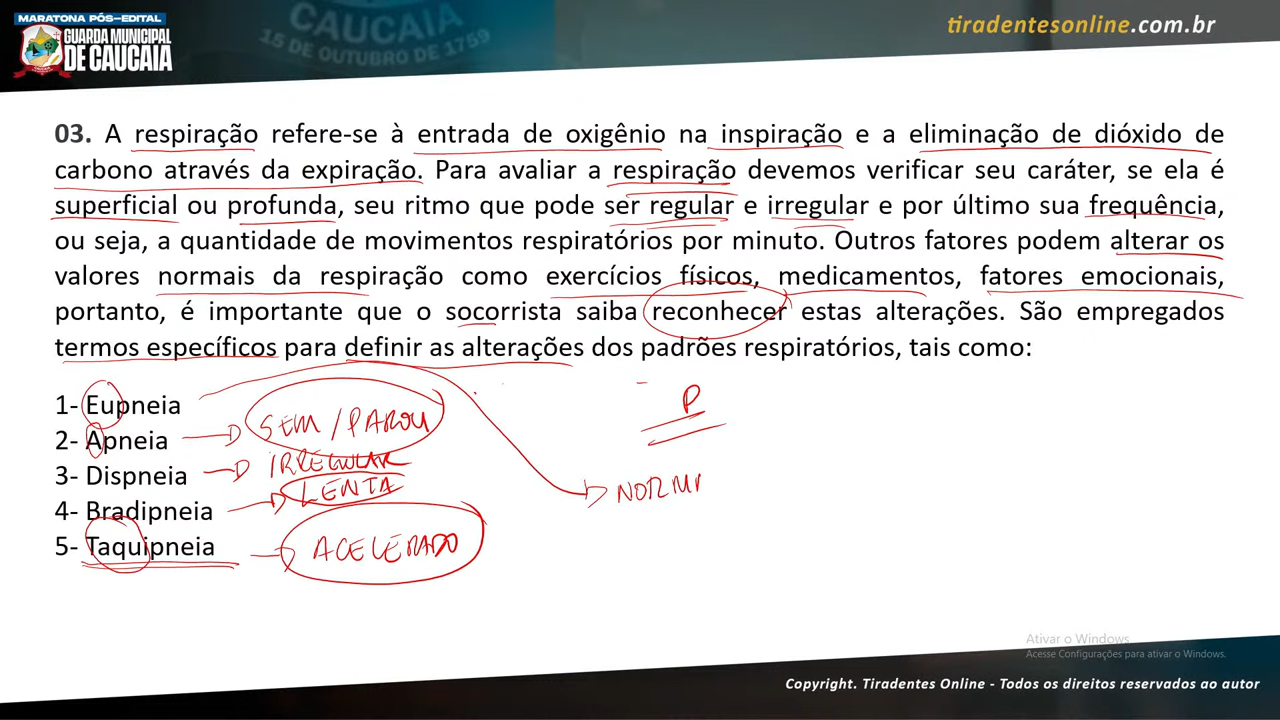 MARATONA PÓS-EDITAL
GUARDA MUNICIPAL
DE CAUCAIA
CAUCAIA
15 DE OUTUBRO DE 1759
tiradentesonline.com.br
03. A respiração refere-se à entrada de oxigênio na inspiração e a eliminação de dióxido de
carbono através da expiração. Para avaliar a respiração devemos verificar seu caráter, se ela é
superficial ou profunda, seu ritmo que pode ser regular e irregular e por último sua frequência,
ou seja, a quantidade de movimentos respiratórios por minuto. Outros fatores podem alterar os
valores normais da respiração como exercícios físicos, medicamentos, fatores emocionais,
portanto, é importante que o socorrista saiba reconhecer estas alterações. São empregados
termos específicos para definir as alterações dos padrões respiratórios, tais como:
P
1- Eupneia
2- Apneia SEM / PAROU
3- Dispneia IRREGULAR
LENTA
NORM
4- Bradipneia
5- Taquipneia ACELERADO
Ativar o Windows
Acesse Configurações para ativar o Windows.
Copyright. Tiradentes Online - Todos os direitos reservados ao autor